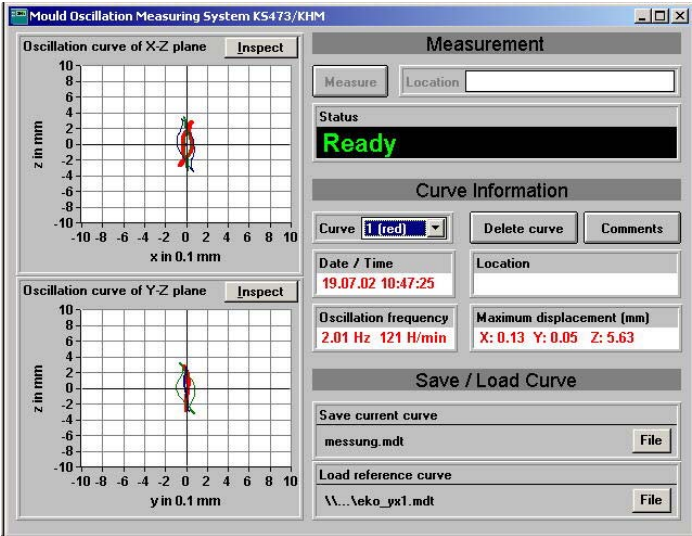 Mould Oscillation Measuring System KS473/KHM
Oscillation curve of X-Z plane
Inspect
10
8
6
4
2
0
-2
-4
-6
-8
-10
z in mm
-10 -8 -6 -4 -2 0 2 4 6 8 10
x in 0.1 mm
Oscillation curve of Y-Z plane
Inspect
10
8
6
4
2
0
-2
-4
-6
-8
-10
z in mm
-10 -8 -6 -4 -2 0 2 4 6 8 10
y in 0.1 mm
Measurement
Measure
Location
Status
Ready
Curve Information
Curve 1 (red)
Delete curve
Comments
Date / Time
19.07.02 10:47:25
Location
Oscillation frequency
2.01 Hz 121 H/min
Maximum displacement (mm)
X: 0.13 Y: 0.05 Z: 5.63
Save / Load Curve
Save current curve
messung.mdt
File
Load reference curve
\\...\eko_yx1.mdt
File